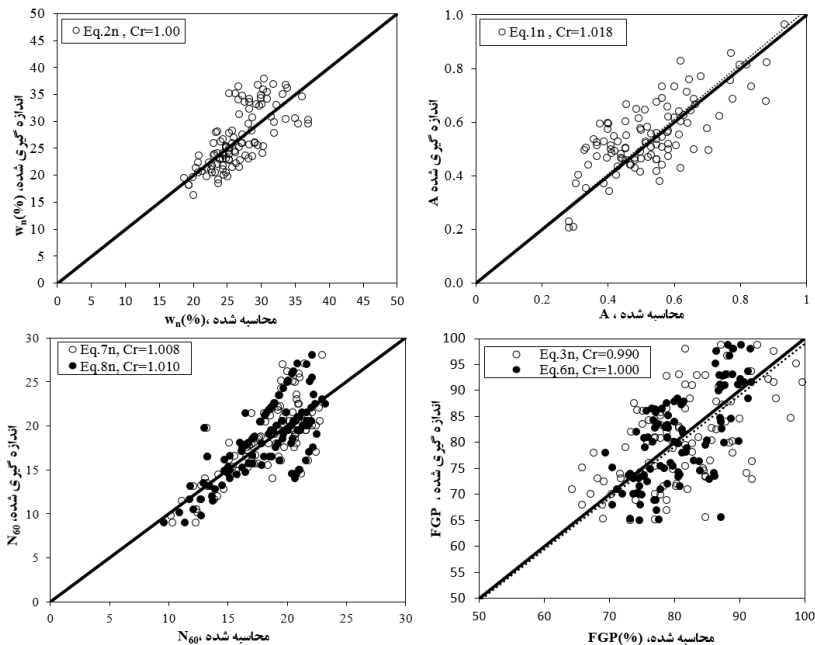 Eq.2n , Cr=1.00
50
45
40
35
30
25
20
15
10
5
0
0 5 10 15 20 25 30 35 40 45 50
wn(%) ،اندازه گیری شده
wn(%) ،محاسبه شده
Eq.1n , Cr=1.018
1.0
0.8
0.6
0.4
0.2
0.0
0 0.2 0.4 0.6 0.8 1
A اندازه گیری شده
A ، محاسبه شده
Eq.7n, Cr=1.008
Eq.8n, Cr=1.010
30
25
20
15
10
5
0
0 5 10 15 20 25 30
N60 ،اندازه گیری شده
N60، محاسبه شده
Eq.3n, Cr=0.990
Eq.6n, Cr=1.000
100
95
90
85
80
75
70
65
60
55
50
50 60 70 80 90 100
FGP ، اندازه گیری شده
FGP(%) ،محاسبه شده